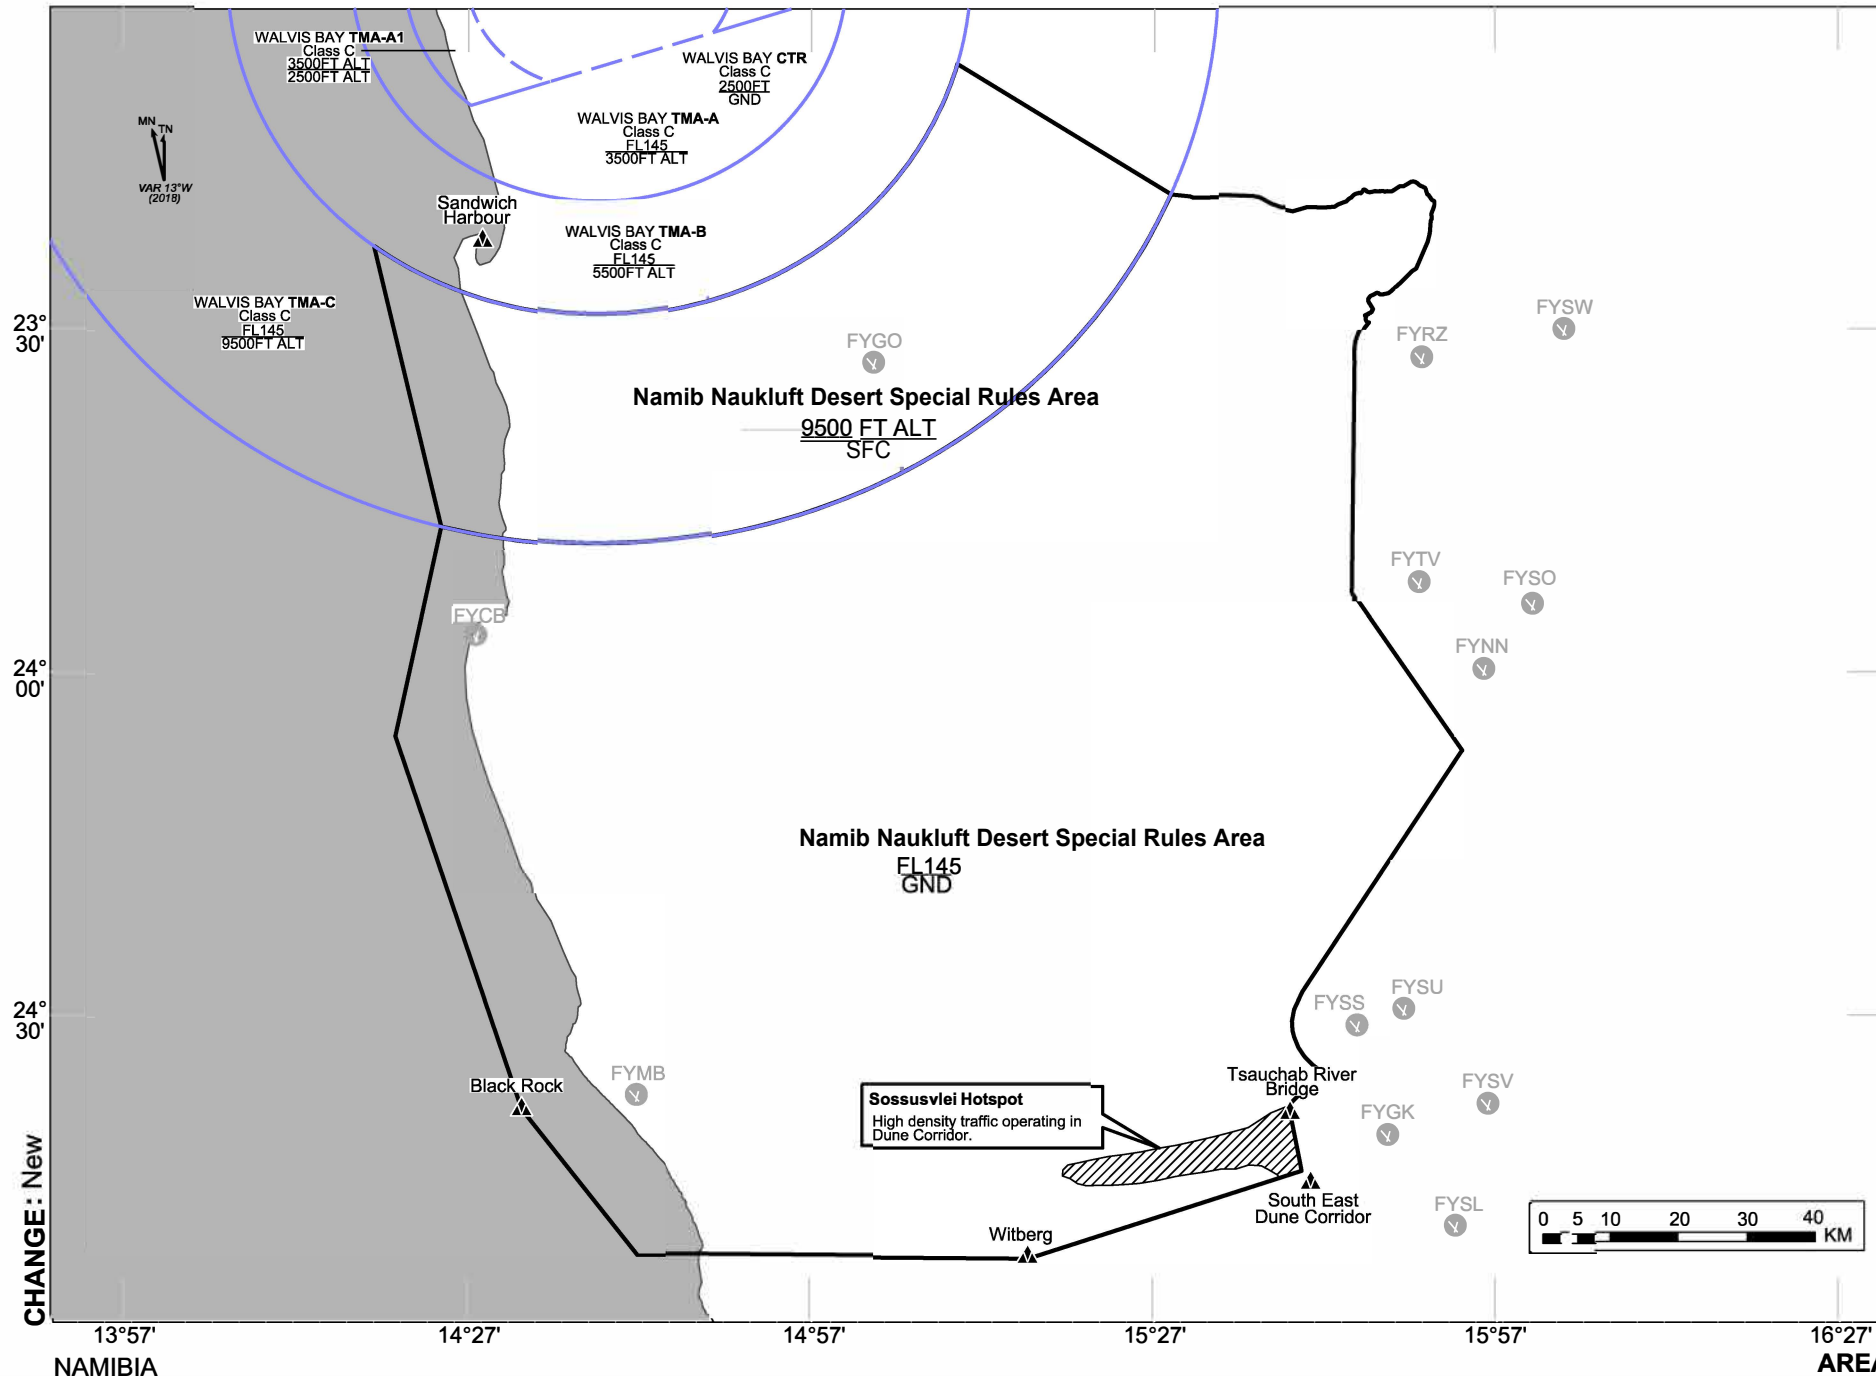 WALVIS BAY TMA-A1
Class C
3500FT ALT
2500FT ALT
WALVIS BAY CTR
Class C
2500FT
GND
WALVIS BAY TMA-A
Class C
FL145
3500FT ALT
MN
TN
VAR 13°W
(2018)
Sandwich
Harbour
WALVIS BAY TMA-B
Class C
FL145
5500FT ALT
WALVIS BAY TMA-C
Class C
FL145
9500FT ALT
23°
30'
FYGO
FYRZ
FYSW
Namib Naukluft Desert Special Rules Area
9500 FT ALT
SFC
FYTV
FYSO
FYCB
FYNN
24°
00'
Namib Naukluft Desert Special Rules Area
FL145
GND
24°
30'
FYSS
FYSU
Black Rock
FYMB
Tsauchab River
Bridge
FYSV
Sossusvlei Hotspot
High density traffic operating in
Dune Corridor.
FYGK
South East
Dune Corridor
FYSL
Witberg
0 5 10 20 30 40
KM
CHANGE: New
13°57' 14°27' 14°57' 15°27' 15°57' 16°27'
NAMIBIA
AREA